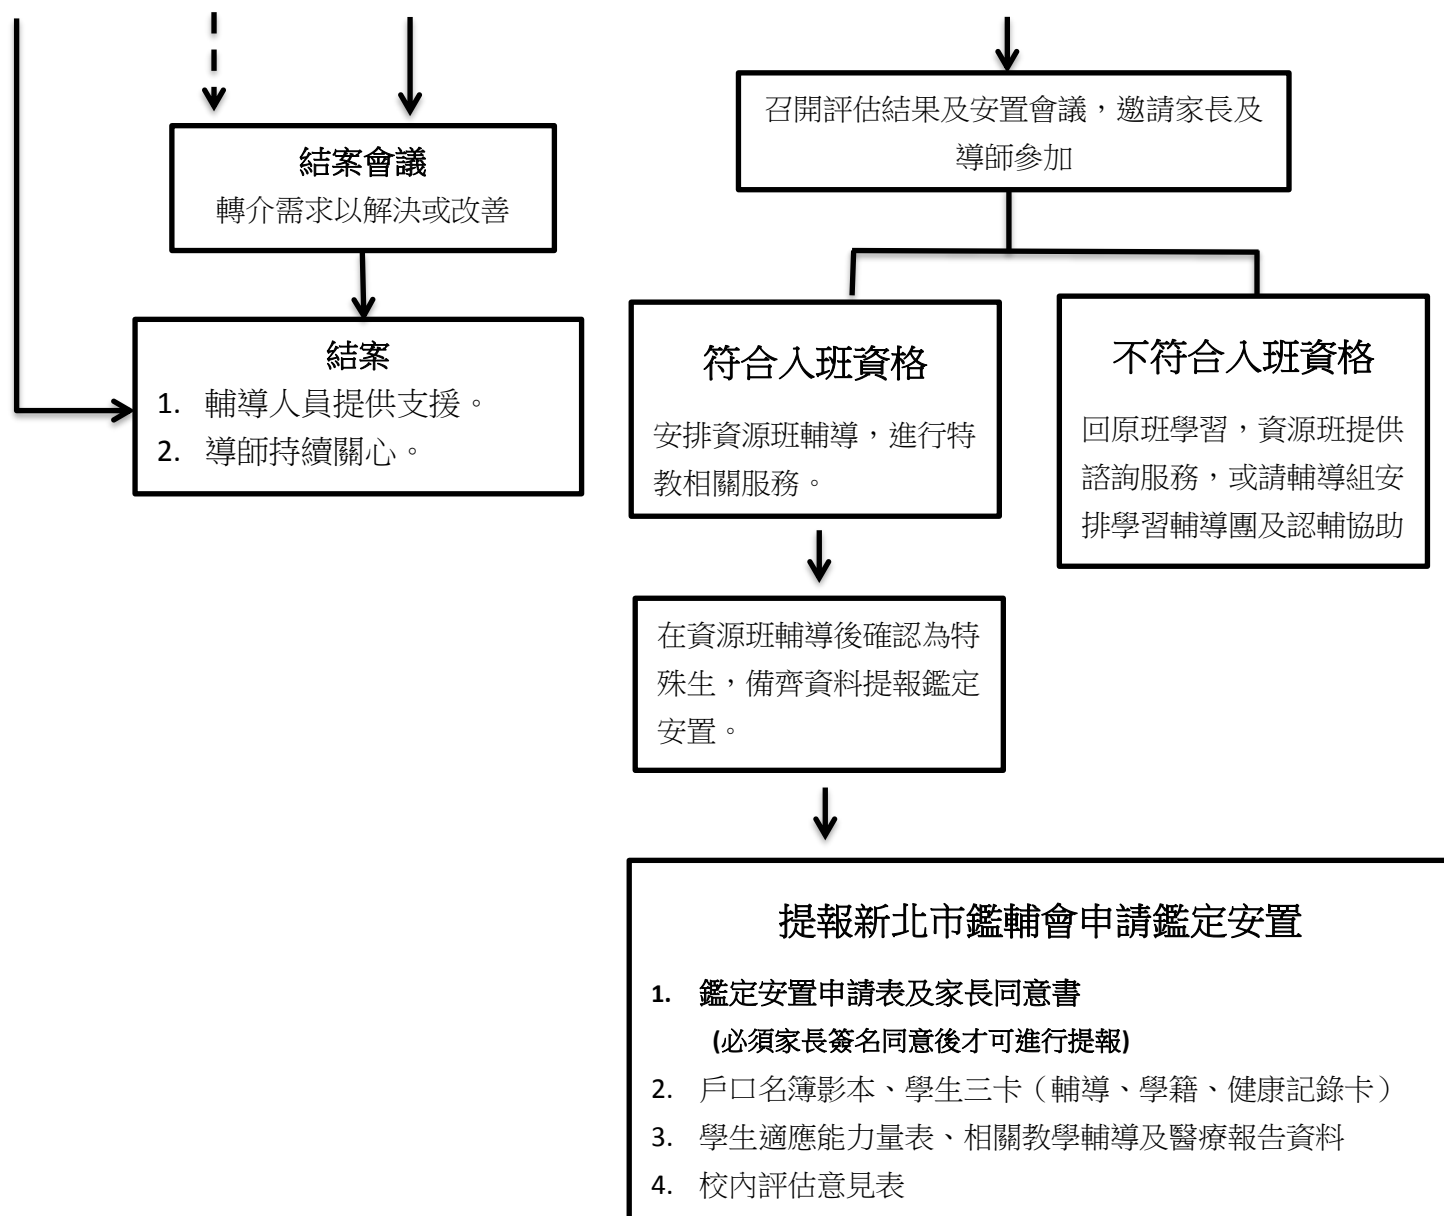 結案會議
轉介需求以解決或改善
結案
1. 輔導人員提供支援。
2. 導師持續關心。
召開評估結果及安置會議，邀請家長及
導師參加
符合入班資格
安排資源班輔導，進行特
教相關服務。
不符合入班資格
回原班學習，資源班提供
諮詢服務，或請輔導組安
排學習輔導團及認輔協助
在資源班輔導後確認為特
殊生，備齊資料提報鑑定
安置。
提報新北市鑑輔會申請鑑定安置
1. 鑑定安置申請表及家長同意書
(必須家長簽名同意後才可進行提報)
2. 戶口名簿影本、學生三卡（輔導、學籍、健康記錄卡）
3. 學生適應能力量表、相關教學輔導及醫療報告資料
4. 校內評估意見表